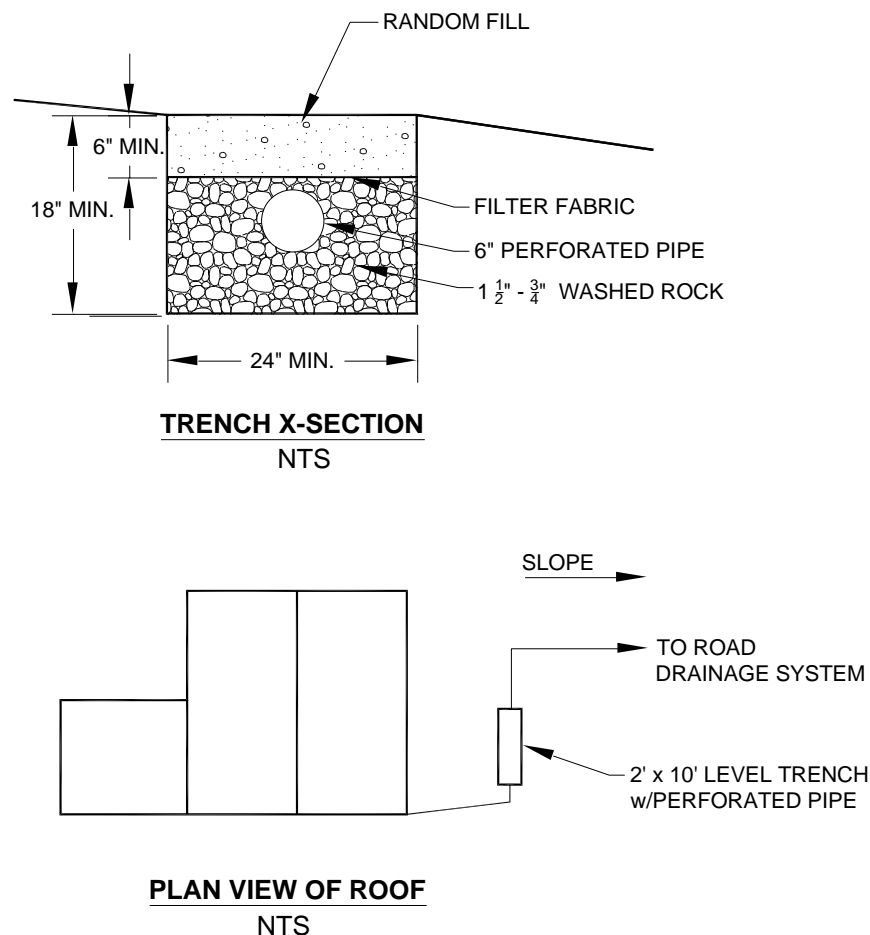 RANDOM FILL
6" MIN.
18" MIN.
FILTER FABRIC
6" PERFORATED PIPE
1 1/2" - 3/4" WASHED ROCK
24" MIN.
TRENCH X-SECTION
NTS
SLOPE
TO ROAD
DRAINAGE SYSTEM
2' x 10' LEVEL TRENCH
w/PERFORATED PIPE
PLAN VIEW OF ROOF
NTS